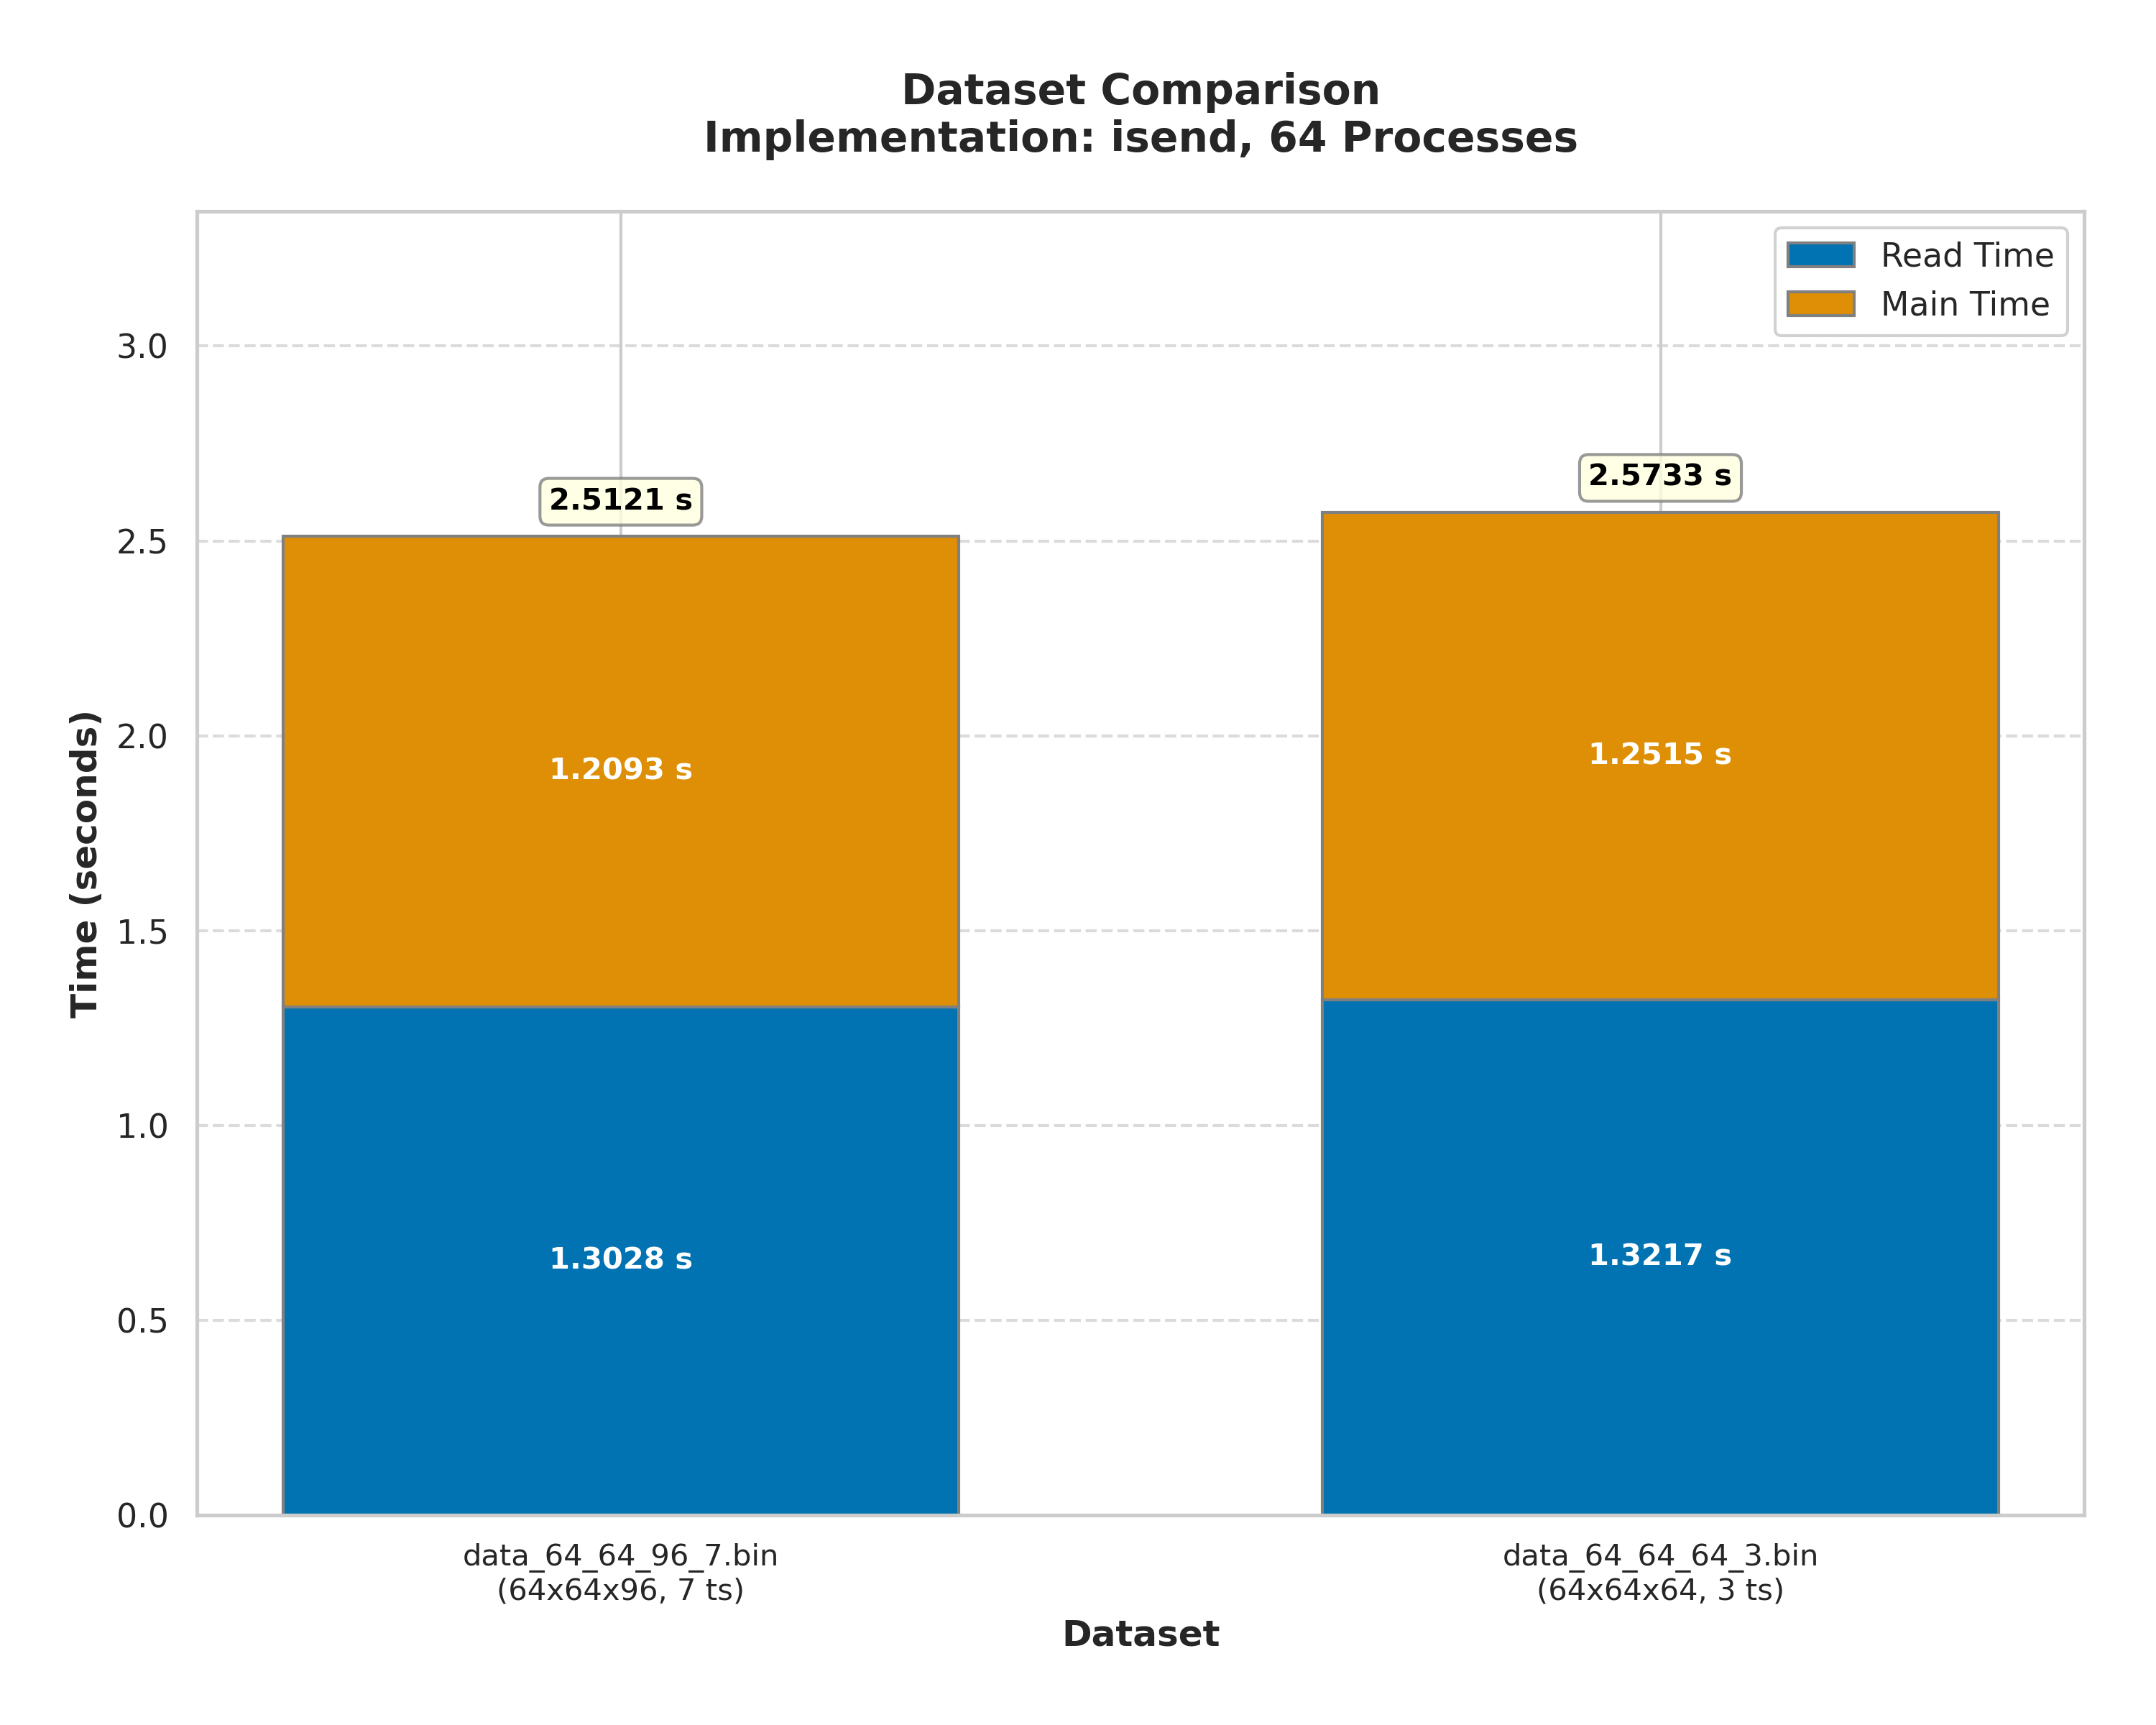 Dataset Comparison
Implementation: isend, 64 Processes
Read Time
Main Time
Time (seconds)
3.0
2.5
2.0
1.5
1.0
0.5
0.0
2.5121 s
1.2093 s
1.3028 s
2.5733 s
1.2515 s
1.3217 s
data_64_64_96_7.bin
(64x64x96, 7 ts)
data_64_64_64_3.bin
(64x64x64, 3 ts)
Dataset